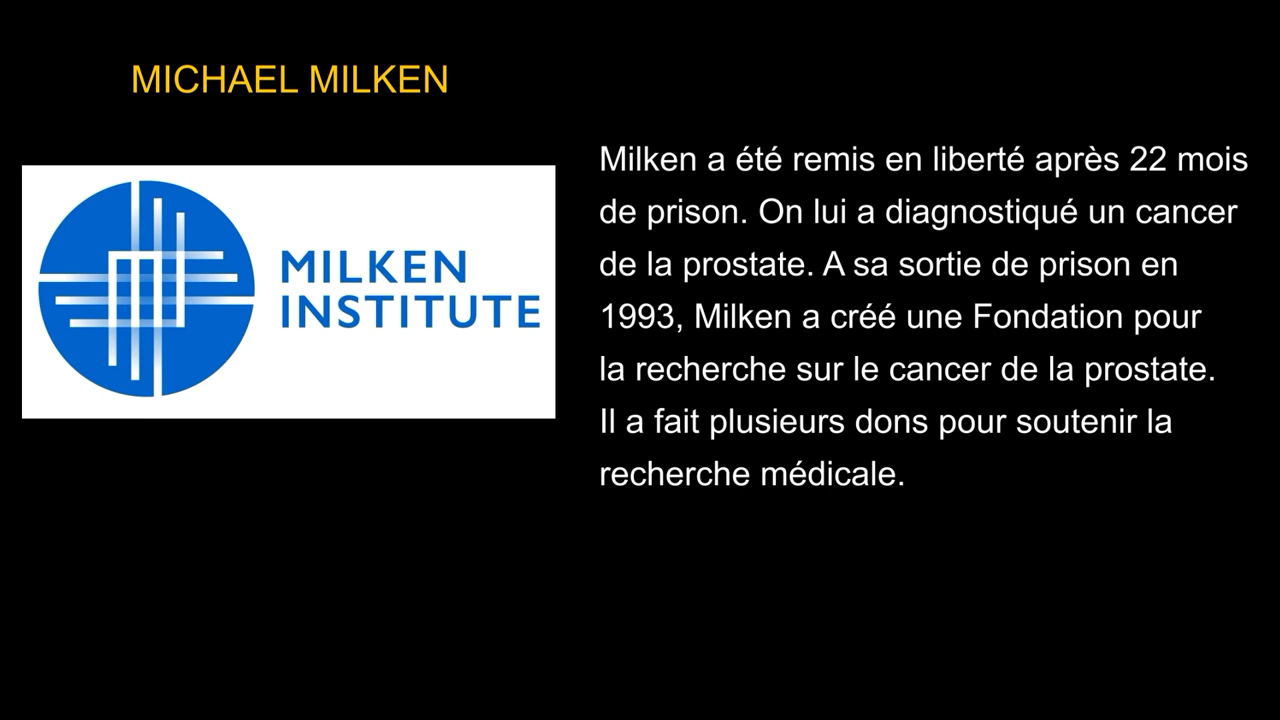 MICHAEL MILKEN
MILKEN
INSTITUTE
Milken a été remis en liberté après 22 mois
de prison. On lui a diagnostiqué un cancer
de la prostate. A sa sortie de prison en
1993, Milken a créé une Fondation pour
la recherche sur le cancer de la prostate.
Il a fait plusieurs dons pour soutenir la
recherche médicale.